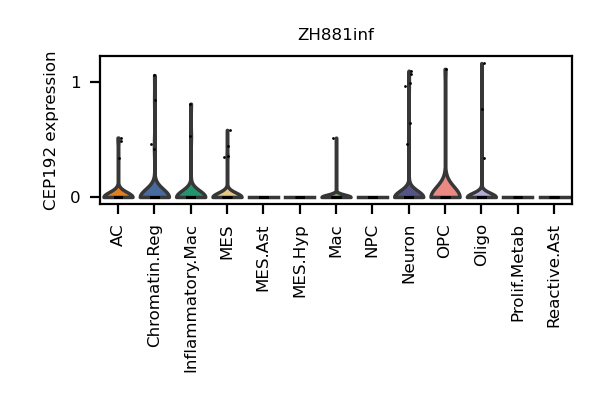 ZH881inf
CEP192 expression
1
0
AC
Chromatin.Reg
Inflammatory.Mac
MES
MES.Ast
MES.Hyp
Mac
NPC
Neuron
OPC
Oligo
Prolif.Metab
Reactive.Ast